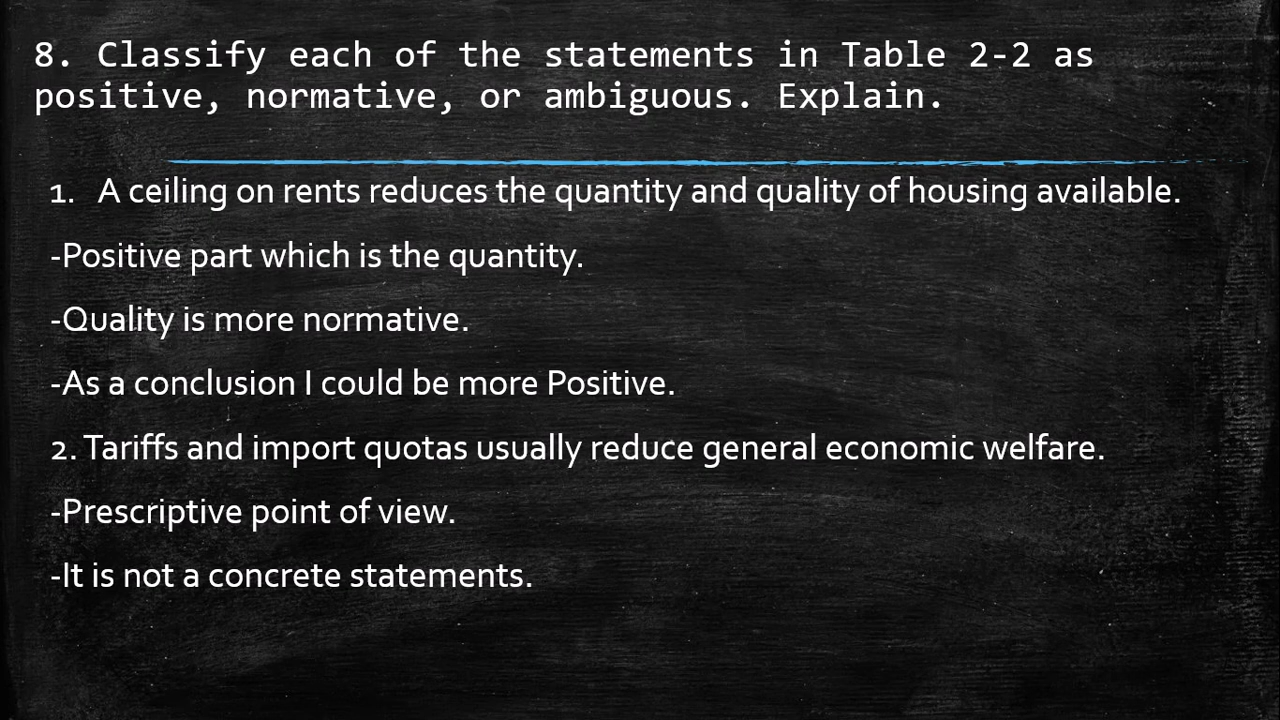 8. Classify each of the statements in Table 2-2 as
positive, normative, or ambiguous. Explain.
1. A ceiling on rents reduces the quantity and quality of housing available.
-Positive part which is the quantity.
-Quality is more normative.
-As a conclusion I could be more Positive.
2. Tariffs and import quotas usually reduce general economic welfare.
-Prescriptive point of view.
-It is not a concrete statements.